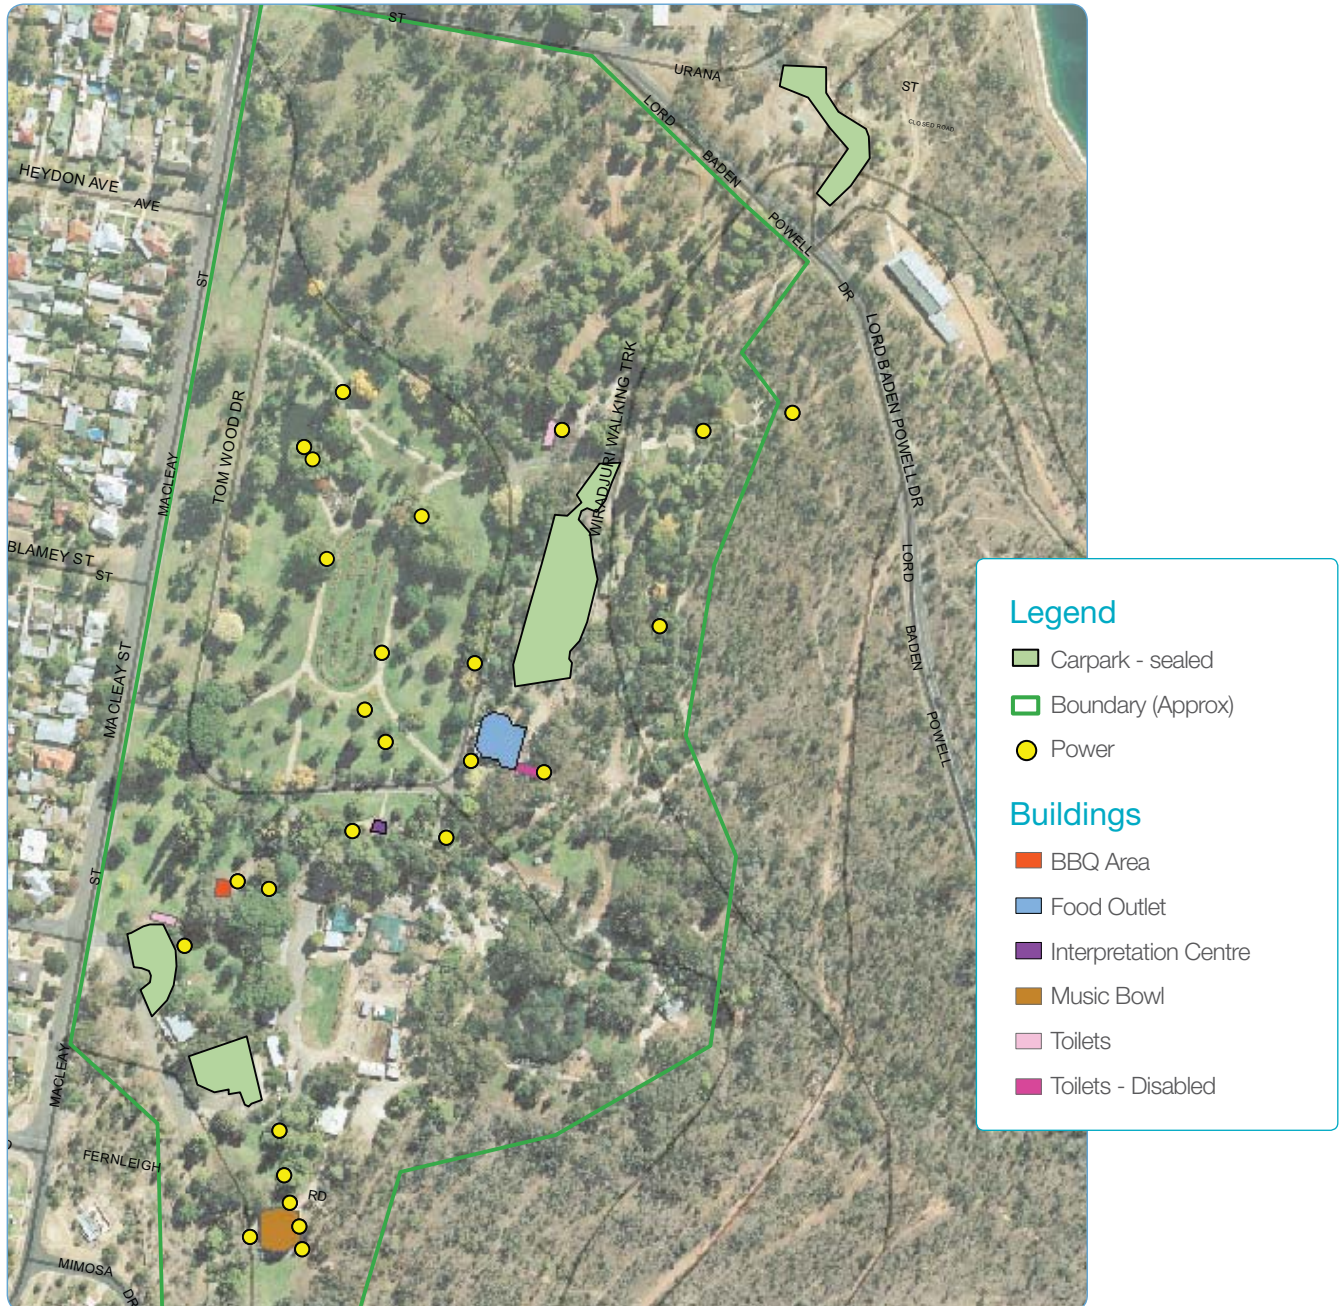 ST
URANA
ST
CLOSED ROAD
LORD
BADEN
POWELL
DR
HEYDON AVE
AVE
ST
LORD BADEN POWELL DR
WIRADJURI WALKING TRK
TOM WOOD DR
MACLEAY
BLAMEY ST
ST
LORD
BADEN
POWELL
MACLEAY ST
ST
MACLEAY
FERNLEIGH
RD
MIMOSA
DR
Legend
Carpark - sealed
Boundary (Approx)
Power
Buildings
BBQ Area
Food Outlet
Interpretation Centre
Music Bowl
Toilets
Toilets - Disabled